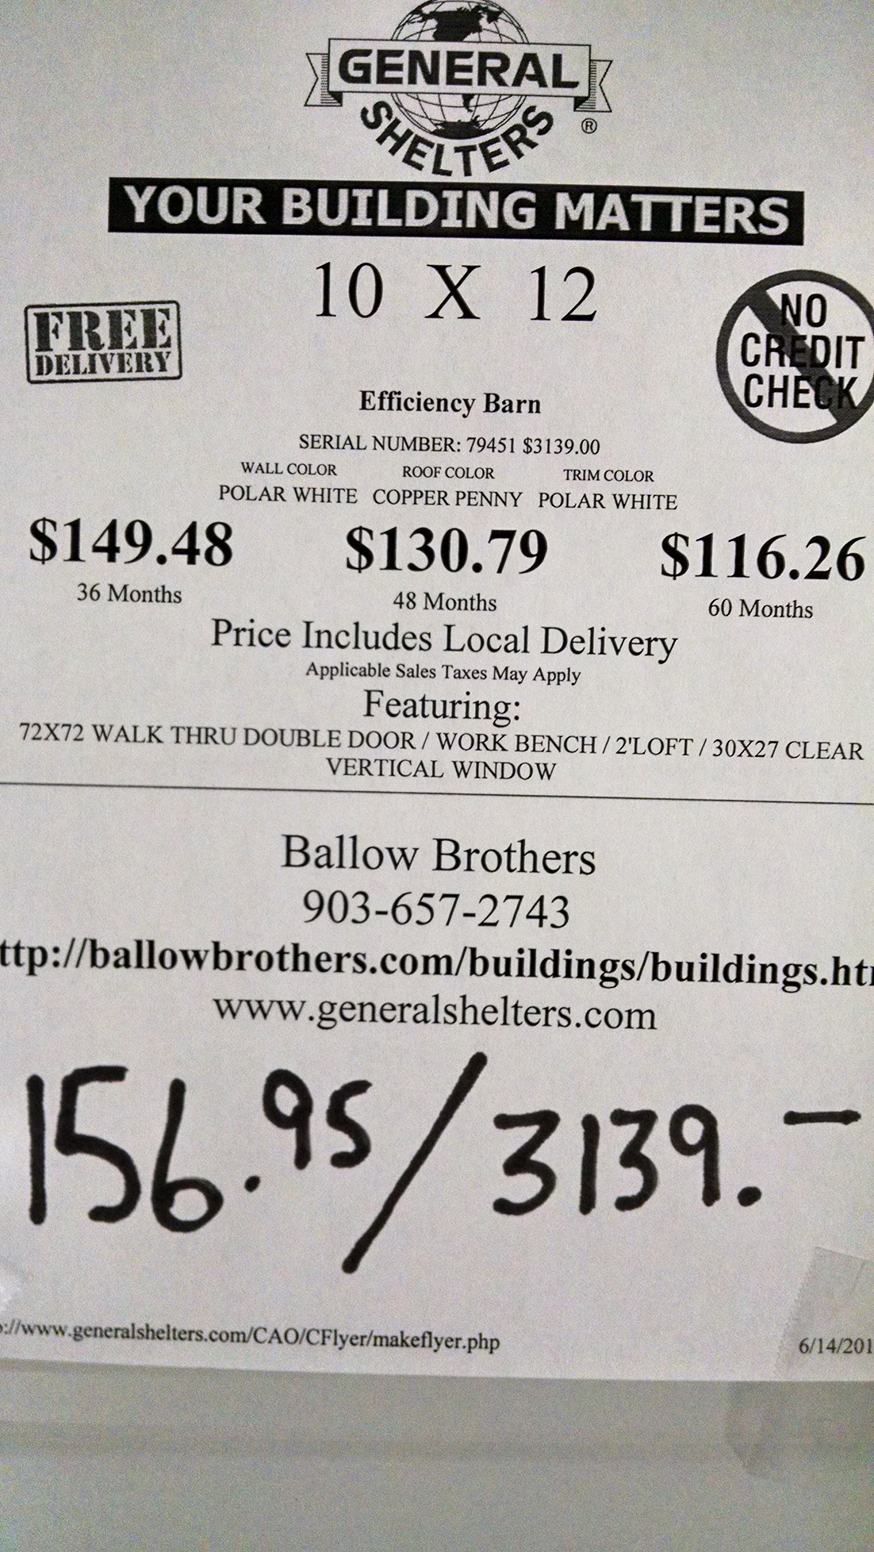 GENERAL
SHELTERS ®
YOUR BUILDING MATTERS
10 X 12
FREE
DELIVERY
NO
CREDIT
CHECK
Efficiency Barn
SERIAL NUMBER: 79451 $3139.00
WALL COLOR ROOF COLOR TRIM COLOR
POLAR WHITE COPPER PENNY POLAR WHITE
$149.48 $130.79 $116.26
36 Months 48 Months 60 Months
Price Includes Local Delivery
Applicable Sales Taxes May Apply
Featuring:
72X72 WALK THRU DOUBLE DOOR / WORK BENCH / 2'LOFT / 30X27 CLEAR
VERTICAL WINDOW
Ballow Brothers
903-657-2743
ttp://ballowbrothers.com/buildings/buildings.ht
www.generalshelters.com
156.95/3139.-
://www.generalshelters.com/CAO/CFlyer/makeflyer.php
6/14/201